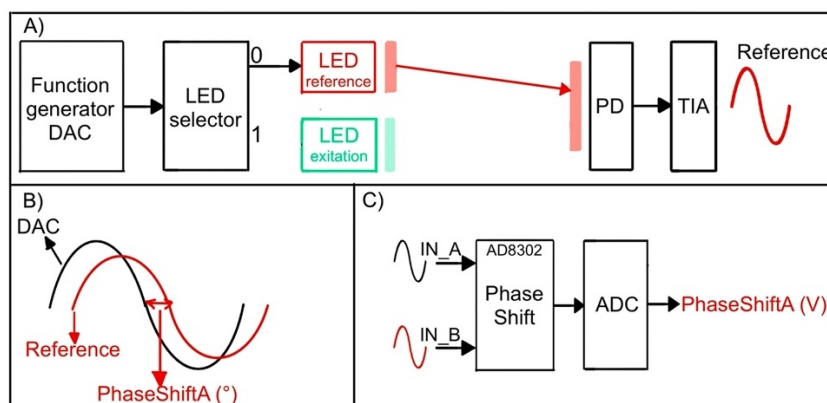 A)
Function
generator
DAC
LED
selector
0
1
LED
reference
LED
exitation
PD
TIA
Reference
B)
DAC
Reference
PhaseShiftA (°)
C)
IN_A
IN_B
AD8302
Phase
Shift
ADC
PhaseShiftA (V)